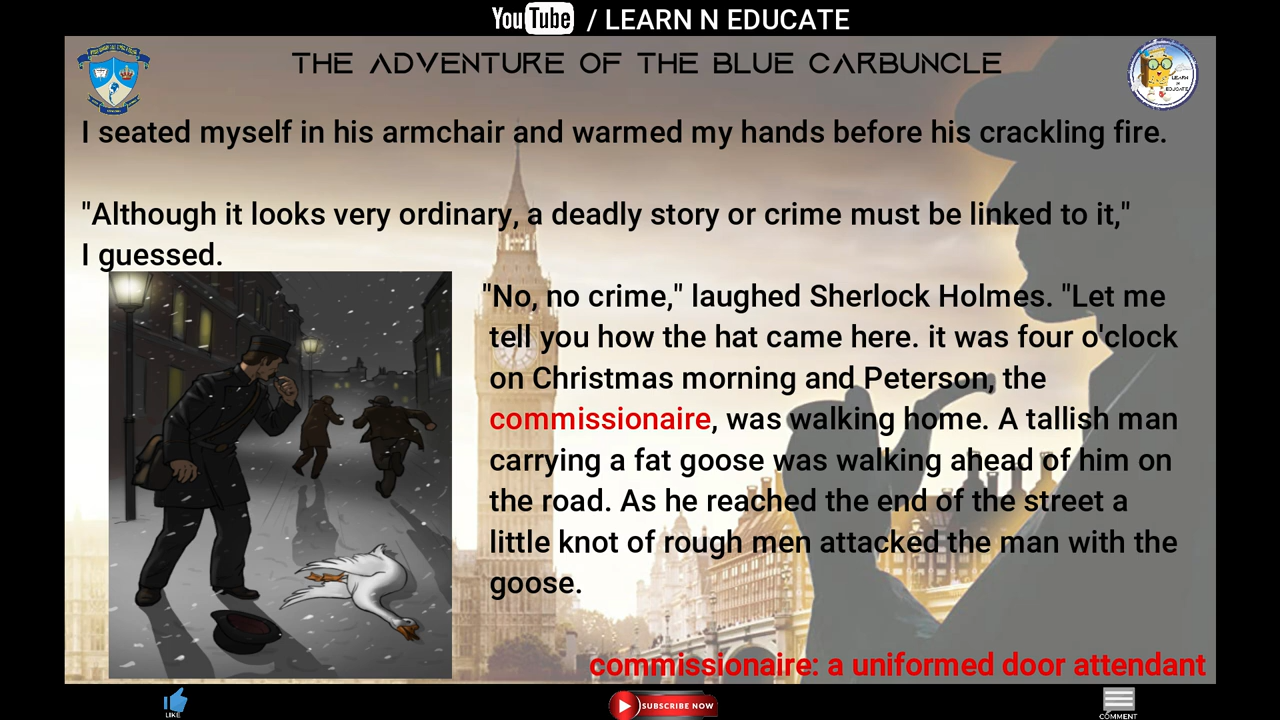 YouTube / LEARN N EDUCATE
THE ADVENTURE OF THE BLUE CARBUNCLE
LEARN N EDUCATE
I seated myself in his armchair and warmed my hands before his crackling fire.
"Although it looks very ordinary, a deadly story or crime must be linked to it,"
I guessed.
"No, no crime," laughed Sherlock Holmes. "Let me
tell you how the hat came here. it was four o'clock
on Christmas morning and Peterson, the
commissionaire, was walking home. A tallish man
carrying a fat goose was walking ahead of him on
the road. As he reached the end of the street a
little knot of rough men attacked the man with the
goose.
commissionaire: a uniformed door attendant
LIKE
SUBSCRIBE NOW
COMMENT